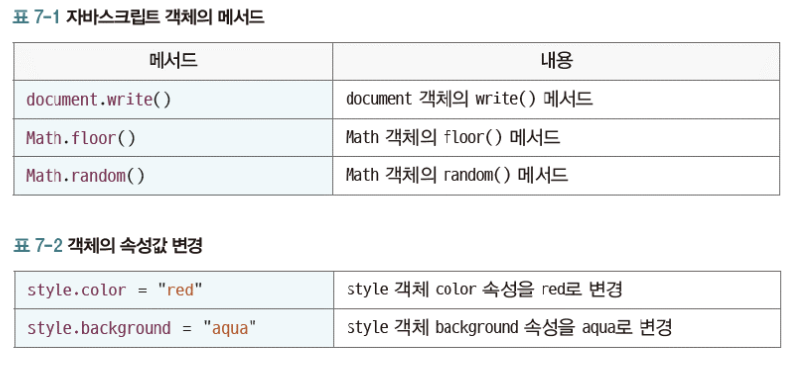 표 7-1 자바스크립트 객체의 메서드
메서드 내용
document.write() document 객체의 write() 메서드
Math.floor() Math 객체의 floor() 메서드
Math.random() Math 객체의 random() 메서드
표 7-2 객체의 속성값 변경
style.color = "red" style 객체 color 속성을 red로 변경
style.background = "aqua" style 객체 background 속성을 aqua로 변경